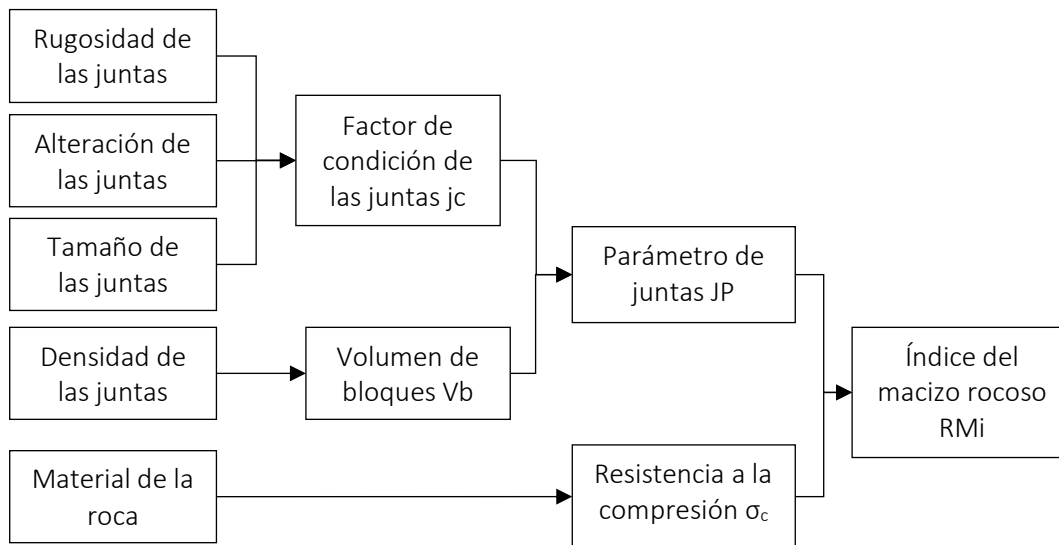 Rugosidad de
las juntas
Alteración de
las juntas
Tamaño de
las juntas
Densidad de
las juntas
Material de la
roca
Factor de
condición de
las juntas jc
Volumen de
bloques Vb
Parámetro de
juntas JP
Resistencia a la
compresión σc
Índice del
macizo rocoso
RMi